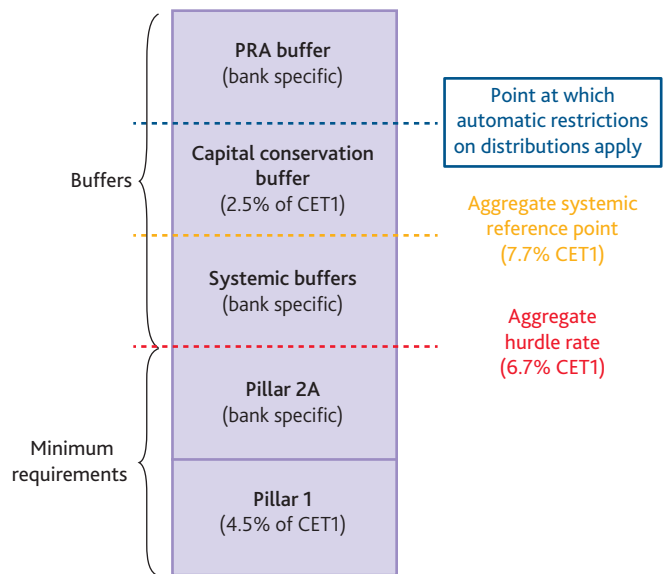 PRA buffer
(bank specific)
Point at which
automatic restrictions
on distributions apply
Buffers
Capital conservation
buffer
(2.5% of CET1)
Aggregate systemic
reference point
(7.7% CET1)
Systemic buffers
(bank specific)
Aggregate
hurdle rate
(6.7% CET1)
Minimum
requirements
Pillar 2A
(bank specific)
Pillar 1
(4.5% of CET1)